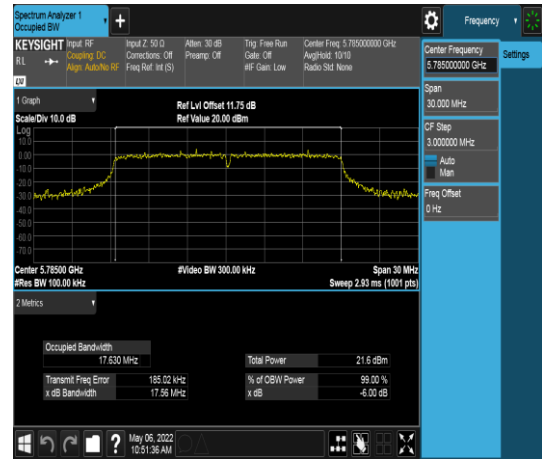 Spectrum Analyzer 1
Occupied BW
Frequency
KEYSIGHT
Input: RF
Input Z: 50 Ω
Atten: 30 dB
Trig: Free Run
Center Freq: 5.785000000 GHz
RL
Coupling: DC
Corrections: Off
Preamp: Off
Gate: Off
Avg|Hold: 10/10
Align: Auto/No RF
Freq Ref: Int (S)
#IF Gain: Low
Radio Std: None
LXI
Center Frequency
5.785000000 GHz
Settings
Span
30.000 MHz
CF Step
3.000000 MHz
Auto
Man
Freq Offset
0 Hz
1 Graph
Ref Lvl Offset 11.75 dB
Scale/Div 10.0 dB
Ref Value 20.00 dBm
Log
10.0
0.00
-10.0
-20.0
-30.0
-40.0
-50.0
-60.0
-70.0
Center 5.78500 GHz
#Video BW 300.00 kHz
Span 30 MHz
#Res BW 100.00 kHz
Sweep 2.93 ms (1001 pts)
2 Metrics
Occupied Bandwidth
17.630 MHz
Total Power
21.6 dBm
Transmit Freq Error
185.02 kHz
% of OBW Power
99.00 %
x dB Bandwidth
17.56 MHz
x dB
-6.00 dB
May 06, 2022
10:51:36 AM